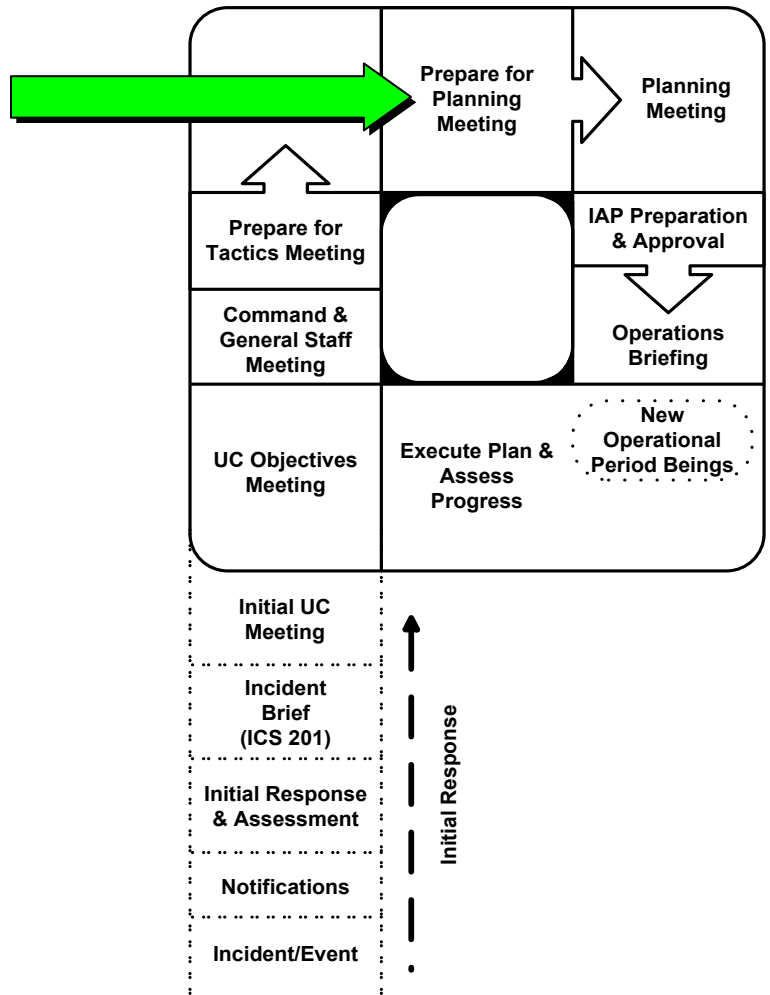 Prepare for
Planning
Meeting
Planning
Meeting
Prepare for
Tactics Meeting
IAP Preparation
& Approval
Command &
General Staff
Meeting
Operations
Briefing
UC Objectives
Meeting
Execute Plan &
Assess
Progress
New
Operational
Period Beings
Initial UC
Meeting
Incident
Brief
(ICS 201)
Initial Response
& Assessment
Notifications
Incident/Event
Initial Response